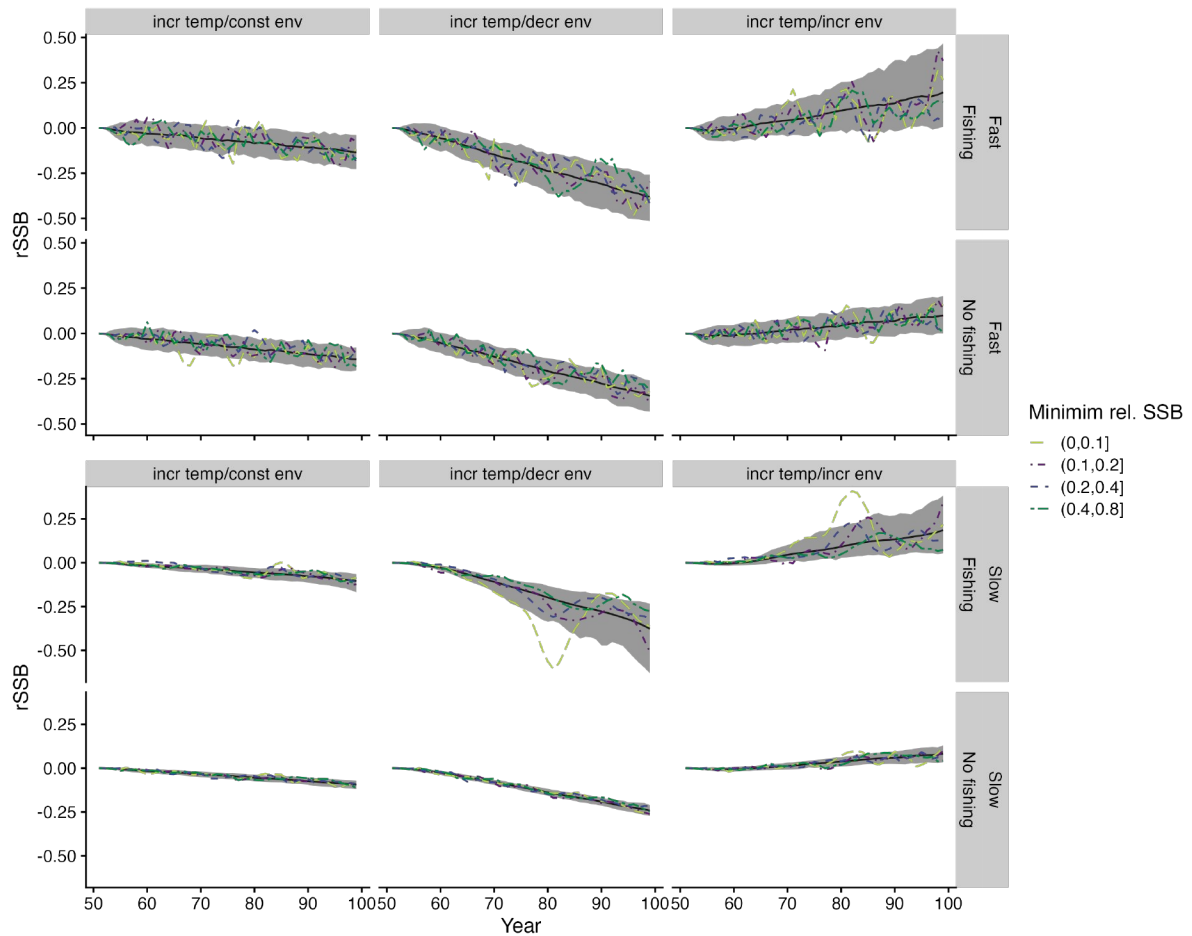 incr temp/const env incr temp/decr env incr temp/incr env
0.50
0.25
0.00
-0.25
-0.50
Fast
Fishing
rSSB
0.50
0.25
0.00
-0.25
-0.50
Fast
No fishing
incr temp/const env incr temp/decr env incr temp/incr env
0.25
0.00
-0.25
-0.50
Slow
Fishing
rSSB
0.25
0.00
-0.25
-0.50
Slow
No fishing
50 60 70 80 90 100 50 60 70 80 90 100 50 60 70 80 90 100
Year
Minimim rel. SSB
(0,0.1]
(0.1,0.2]
(0.2,0.4]
(0.4,0.8]